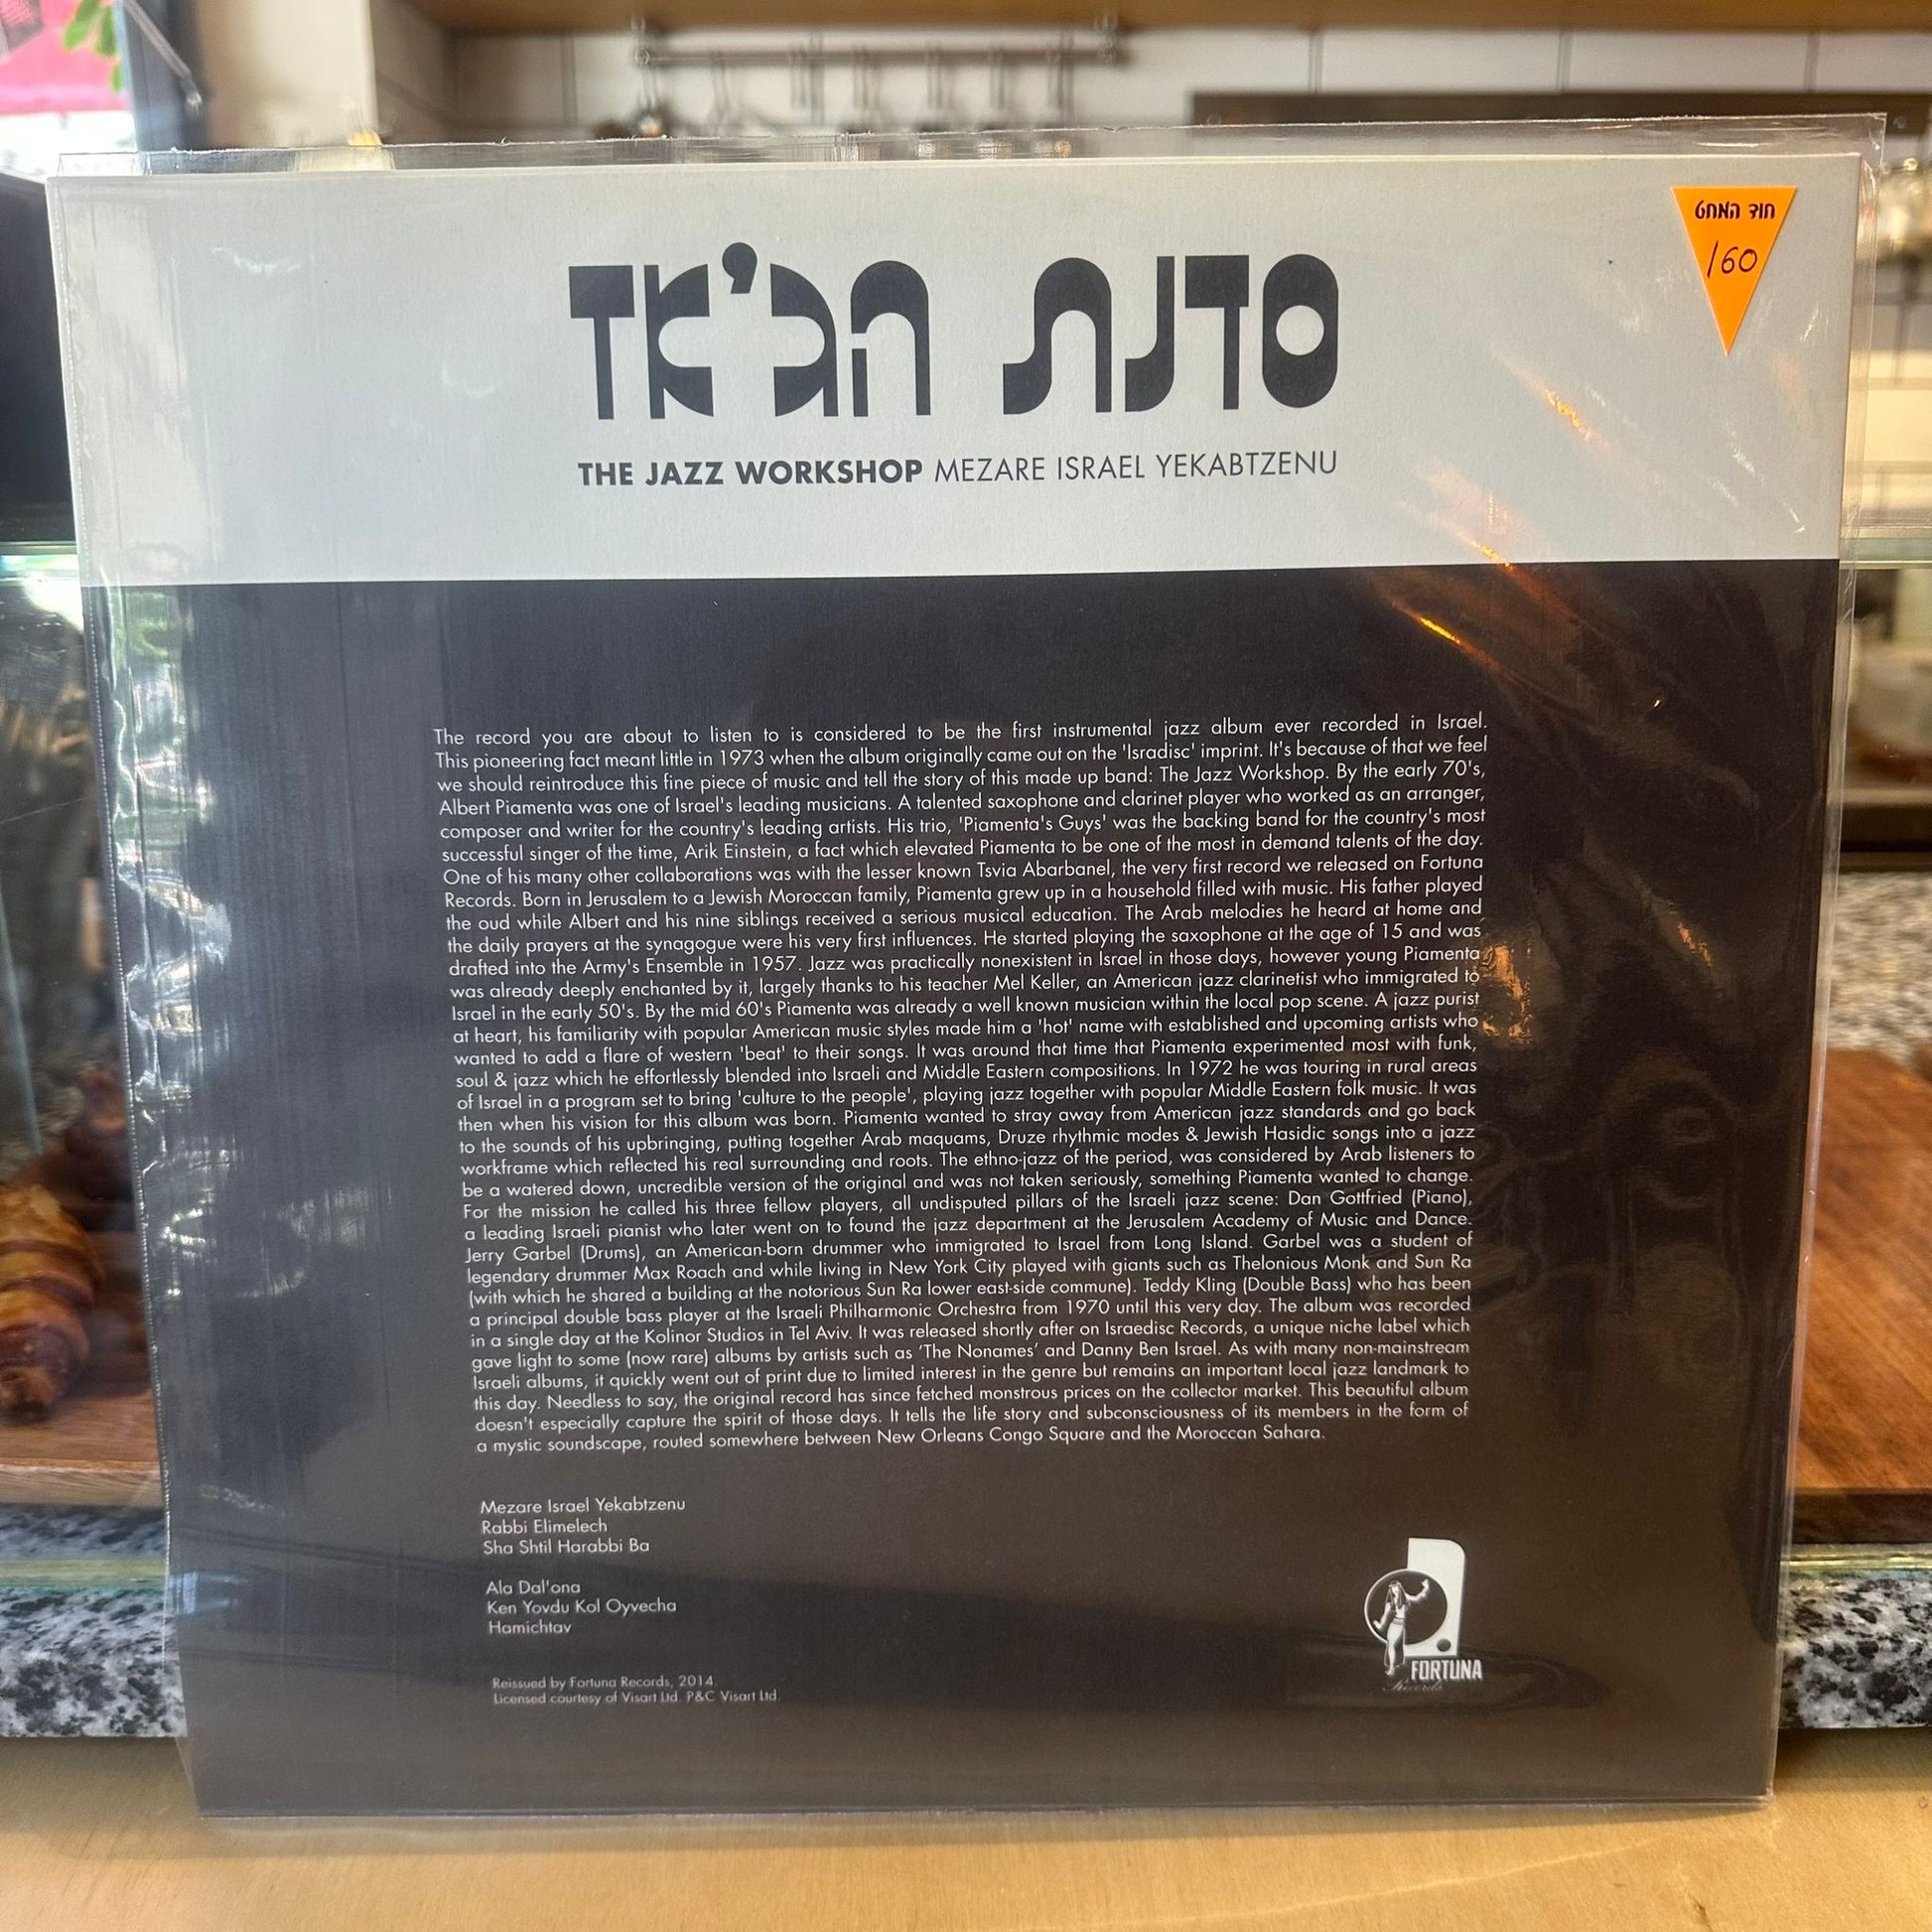 סדנת הג'אז
חוד המחט
160
THE JAZZ WORKSHOP MEZARE ISRAEL YEKABTZENU
The record you are about to listen to is considered to be the first instrumental jazz album ever recorded in Israel.
This pioneering fact meant little in 1973 when the album originally came out on the 'Isradisc' imprint. It's because of that we feel
we should reintroduce this fine piece of music and tell the story of this made up band: The Jazz Workshop. By the early 70's,
Albert Piamenta was one of Israel's leading musicians. A talented saxophone and clarinet player who worked as an arranger,
composer and writer for the country's leading artists. His trio, 'Piamenta's Guys' was the backing band for the country's most
successful singer of the time, Arik Einstein, a fact which elevated Piamenta to be one of the most in demand talents of the day.
One of his many other collaborations was with the lesser known Tsvia Abarbanel, the very first record we released on Fortuna
Records. Born in Jerusalem to a Jewish Moroccan family, Piamenta grew up in a household filled with music. His father played
the oud while Albert and his nine siblings received a serious musical education. The Arab melodies he heard at home and
the daily prayers at the synagogue were his very first influences. He started playing the saxophone at the age of 15 and was
drafted into the Army's Ensemble in 1957. Jazz was practically nonexistent in Israel in those days, however young Piamenta
was already deeply enchanted by it, largely thanks to his teacher Mel Keller, an American jazz clarinetist who immigrated to
Israel in the early 50's. By the mid 60's Piamenta was already a well known musician within the local pop scene. A jazz purist
at heart, his familiarity with popular American music styles made him a 'hot' name with established and upcoming artists who
wanted to add a flare of western 'beat' to their songs. It was around that time that Piamenta experimented most with funk,
soul & jazz which he effortlessly blended into Israeli and Middle Eastern compositions. In 1972 he was touring in rural areas
of Israel in a program set to bring 'culture to the people', playing jazz together with popular Middle Eastern folk music. It was
then when his vision for this album was born. Piamenta wanted to stray away from American jazz standards and go back
to the sounds of his upbringing, putting together Arab maquams, Druze rhythmic modes & Jewish Hasidic songs into a jazz
workframe which reflected his real surrounding and roots. The ethno-jazz of the period, was considered by Arab listeners to
be a watered down, uncredible version of the original and was not taken seriously, something Piamenta wanted to change.
For the mission he called his three fellow players, all undisputed pillars of the Israeli jazz scene: Dan Gottfried (Piano),
a leading Israeli pianist who later went on to found the jazz department at the Jerusalem Academy of Music and Dance.
Jerry Garbel (Drums), an American-born drummer who immigrated to Israel from Long Island. Garbel was a student of
legendary drummer Max Roach and while living in New York City played with giants such as Thelonious Monk and Sun Ra
(with which he shared a building at the notorious Sun Ra lower east-side commune). Teddy Kling (Double Bass) who has been
a principal double bass player at the Israeli Philharmonic Orchestra from 1970 until this very day. The album was recorded
in a single day at the Kolinor Studios in Tel Aviv. It was released shortly after on Israedisc Records, a unique niche label which
gave light to some (now rare) albums by artists such as 'The Nonames' and Danny Ben Israel. As with many non-mainstream
Israeli albums, it quickly went out of print due to limited interest in the genre but remains an important local jazz landmark to
this day. Needless to say, the original record has since fetched monstrous prices on the collector market. This beautiful album
doesn't especially capture the spirit of those days. It tells the life story and subconsciousness of its members in the form of
a mystic soundscape, routed somewhere between New Orleans Congo Square and the Moroccan Sahara.
Mezare Israel Yekabtzenu
Rabbi Elimelech
Sha Shtil Harabbi Ba
Ala Dal'ona
Ken Yovdu Kol Oyvecha
Hamichtav
Reissued by Fortuna Records, 2014.
Licensed courtesy of Visart Ltd. P&C Visart Ltd.
FORTUNA
Records